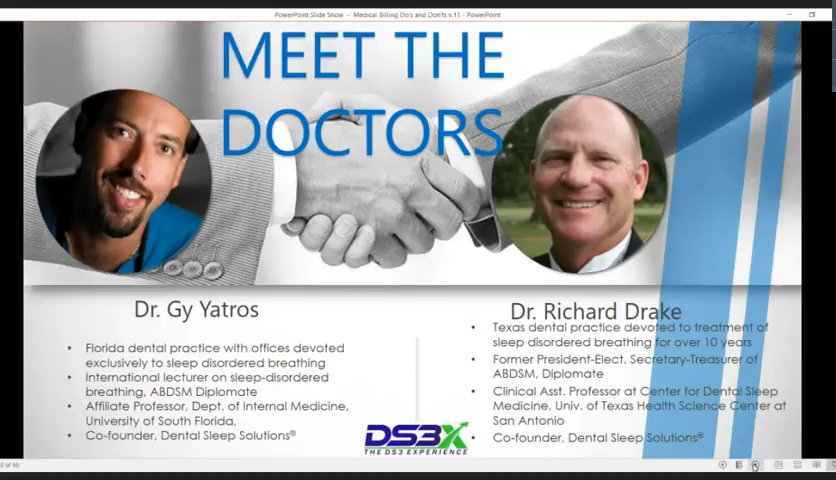 PowerPoint Slide Show - Medical Billing Do's and Don'ts v.11 - PowerPoint
MEET THE
DOCTORS
Dr. Gy Yatros
• Florida dental practice with offices devoted
exclusively to sleep disordered breathing
• International lecturer on sleep-disordered
breathing, ABDSM Diplomate
• Affiliate Professor, Dept. of Internal Medicine,
University of South Florida,
• Co-founder, Dental Sleep Solutions®
Dr. Richard Drake
• Texas dental practice devoted to treatment of
sleep disordered breathing for over 10 years
• Former President-Elect, Secretary-Treasurer of
ABDSM, Diplomate
• Clinical Asst. Professor at Center for Dental Sleep
Medicine, Univ. of Texas Health Science Center at
San Antonio
• Co-founder, Dental Sleep Solutions®
DS3X
THE DS3 EXPERIENCE